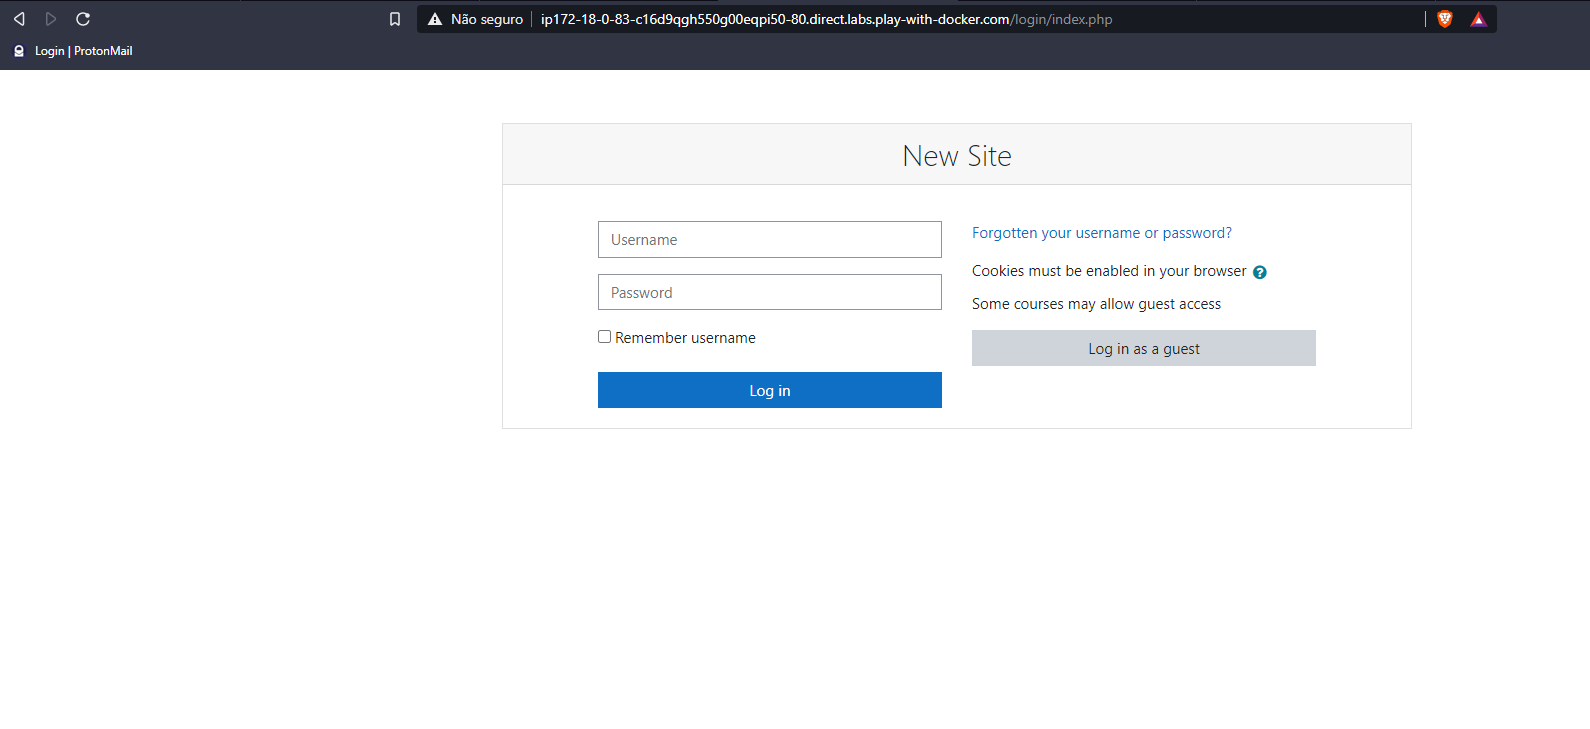 Não seguro ip172-18-0-83-c16d9qgh550g00eqpi50-80.direct.labs.play-with-docker.com/login/index.php
Login | ProtonMail
New Site
Username
Password
Remember username
Log in
Forgotten your username or password?
Cookies must be enabled in your browser
Some courses may allow guest access
Log in as a guest